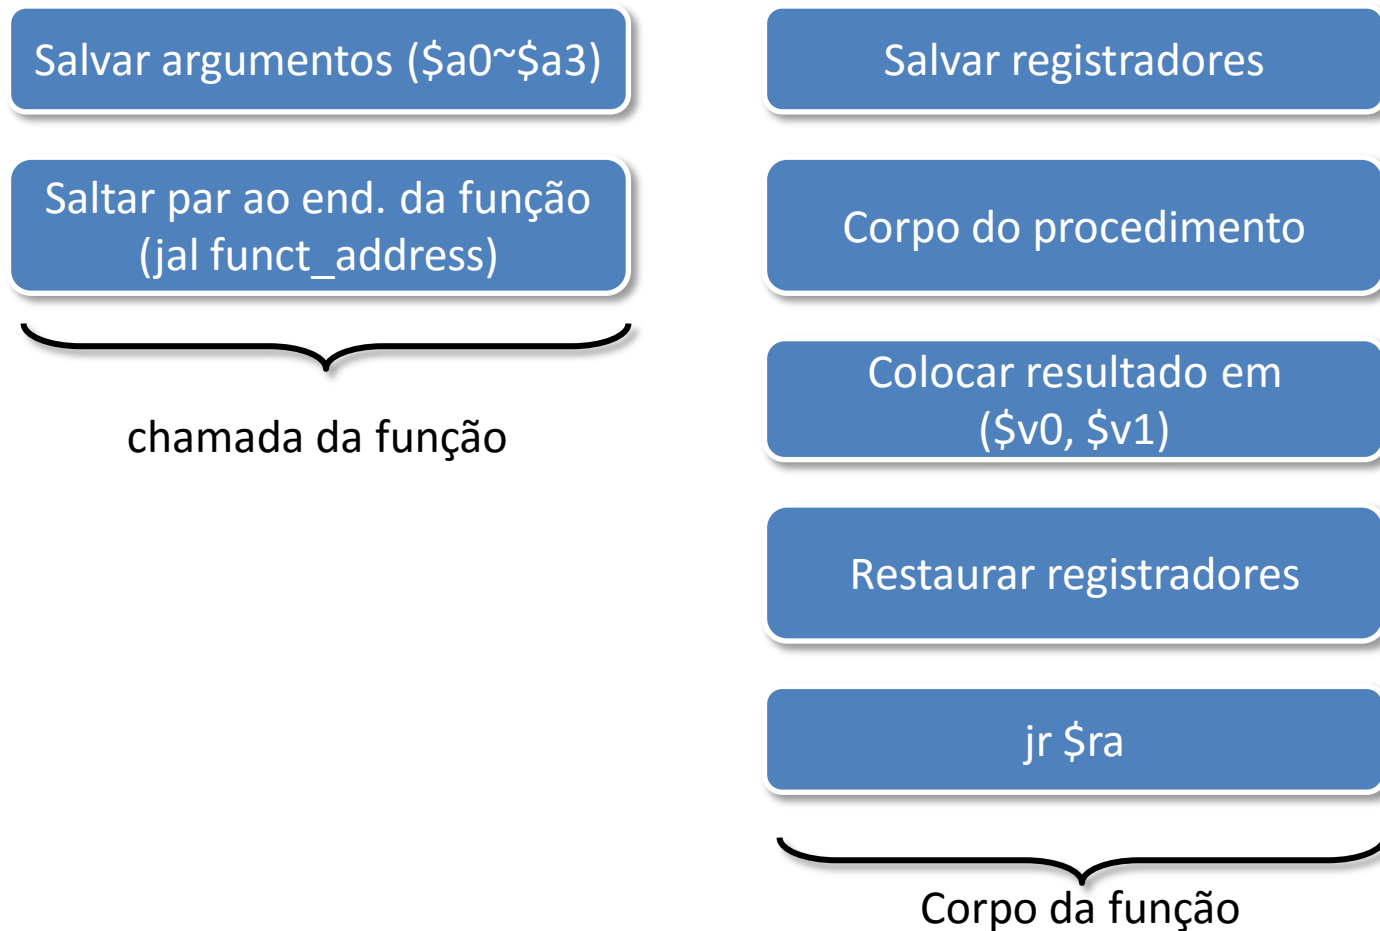 Salvar argumentos ($a0~$a3)
Saltar par ao end. da função
(jal funct_address)
chamada da função
Salvar registradores
Corpo do procedimento
Colocar resultado em
($v0, $v1)
Restaurar registradores
jr $ra
Corpo da função